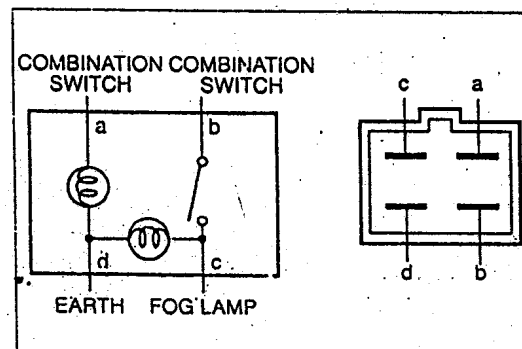 COMBINATION COMBINATION
SWITCH SWITCH
c a
a b
d c
d b
EARTH FOG LAMP